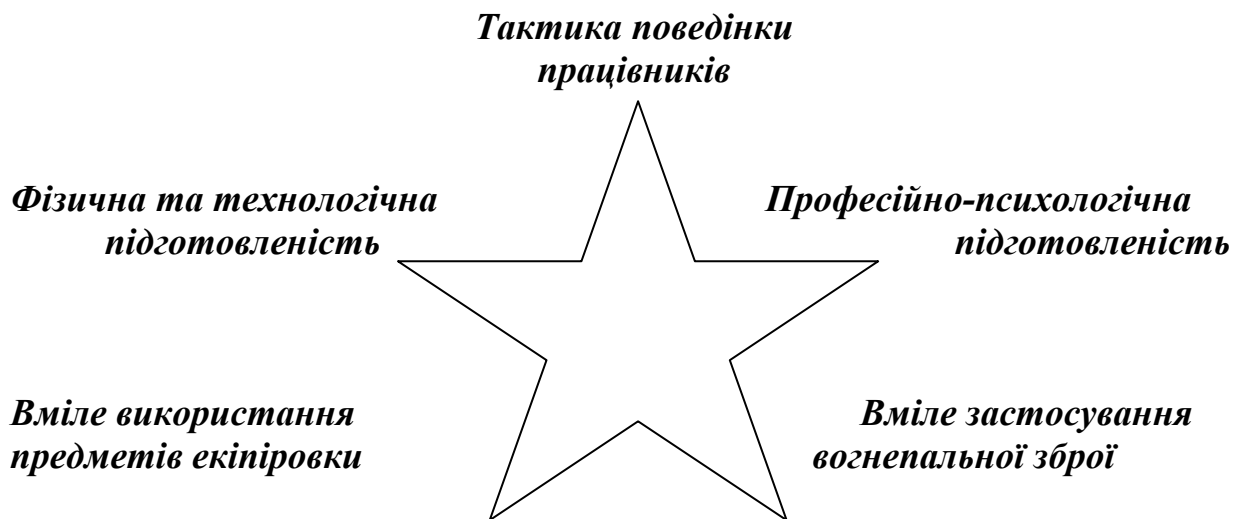 Тактика поведінки
працівників
Фізична та технологічна
підготовленість
Професійно-психологічна
підготовленість
Вміле використання
предметів екіпіровки
Вміле застосування
вогнепальної зброї